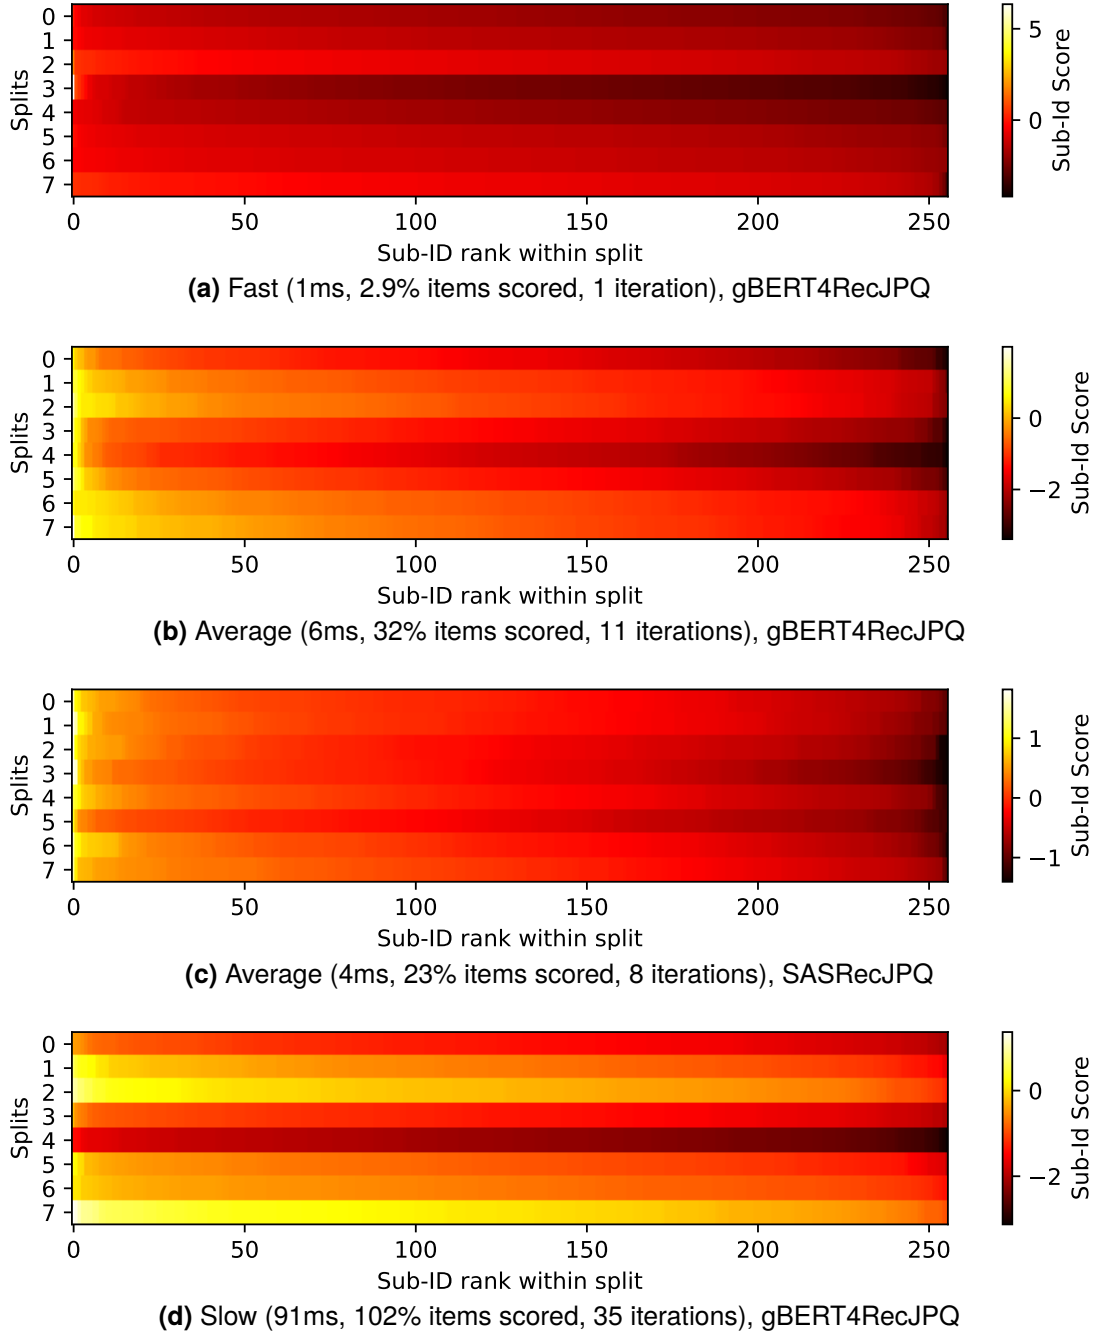 0
1
2
3
4
5
6
7
Splits
0 50 100 150 200 250
Sub-ID rank within split
5
0
Sub-Id Score
(a) Fast (1ms, 2.9% items scored, 1 iteration), gBERT4RecJPQ
0
1
2
3
4
5
6
7
Splits
0 50 100 150 200 250
Sub-ID rank within split
0
−2
Sub-Id Score
(b) Average (6ms, 32% items scored, 11 iterations), gBERT4RecJPQ
0
1
2
3
4
5
6
7
Splits
0 50 100 150 200 250
Sub-ID rank within split
1
0
−1
Sub-Id Score
(c) Average (4ms, 23% items scored, 8 iterations), SASRecJPQ
0
1
2
3
4
5
6
7
Splits
0 50 100 150 200 250
Sub-ID rank within split
0
−2
Sub-Id Score
(d) Slow (91ms, 102% items scored, 35 iterations), gBERT4RecJPQ